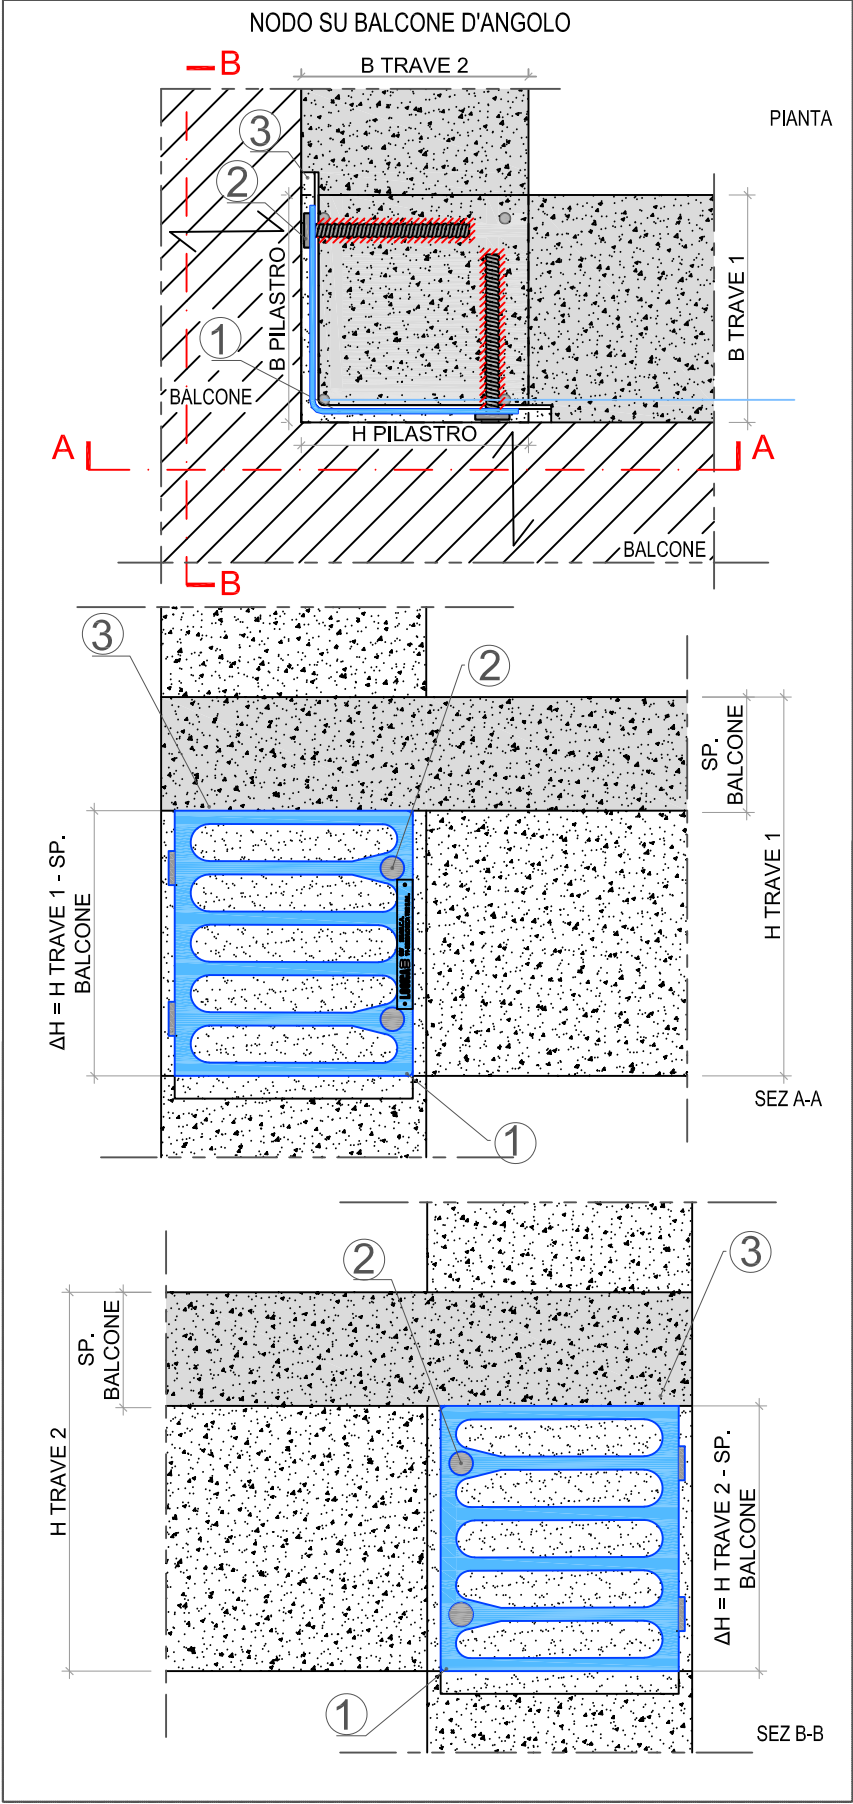 NODO SU BALCONE D'ANGOLO
B
B TRAVE 2
PIANTA
3
2
B PILASTRO
B TRAVE 1
1
BALCONE
H PILASTRO
A
A
BALCONE
B
3
2
SP.
BALCONE
H TRAVE 1
ΔH = H TRAVE 1 - SP.
BALCONE
SEZ A-A
1
2
3
SP.
BALCONE
H TRAVE 2
ΔH = H TRAVE 2 - SP.
BALCONE
1
SEZ B-B